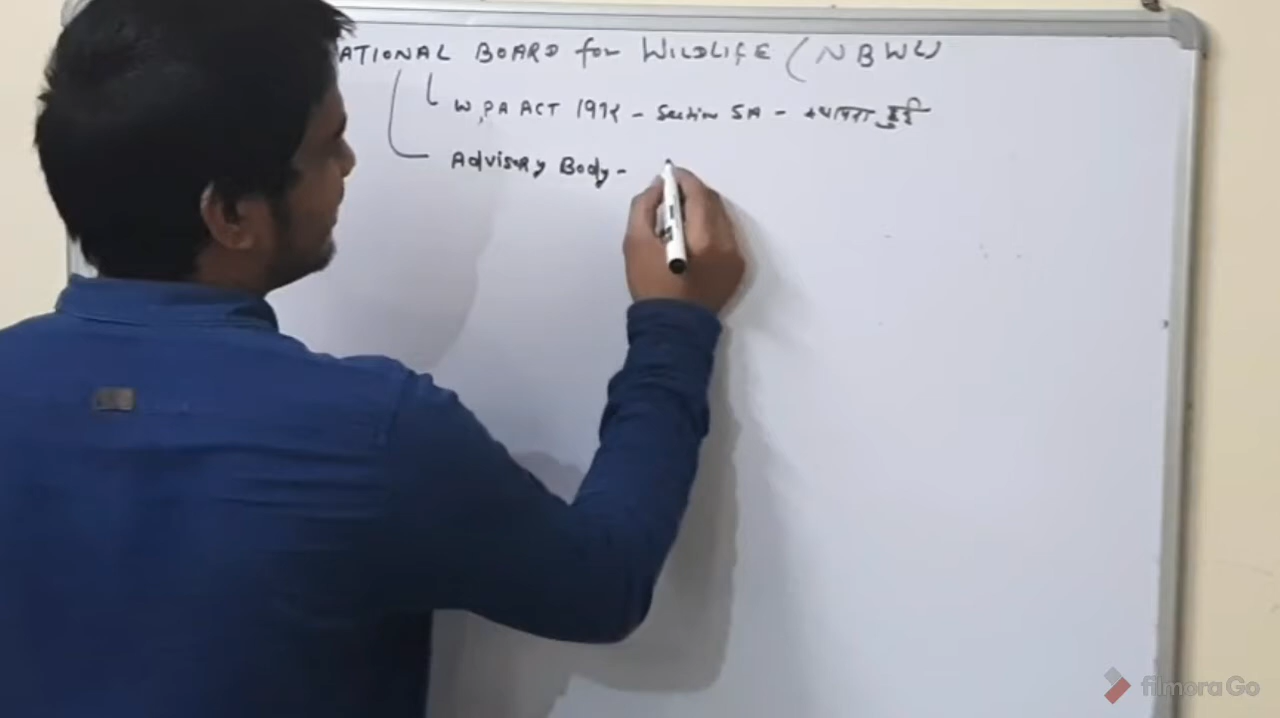 ATIONAL BOARD for WILDLIFE (NBWL)
W,PA ACT 1972 - Section 5A - स्थापना हुई
Advisory Body -
filmora Go